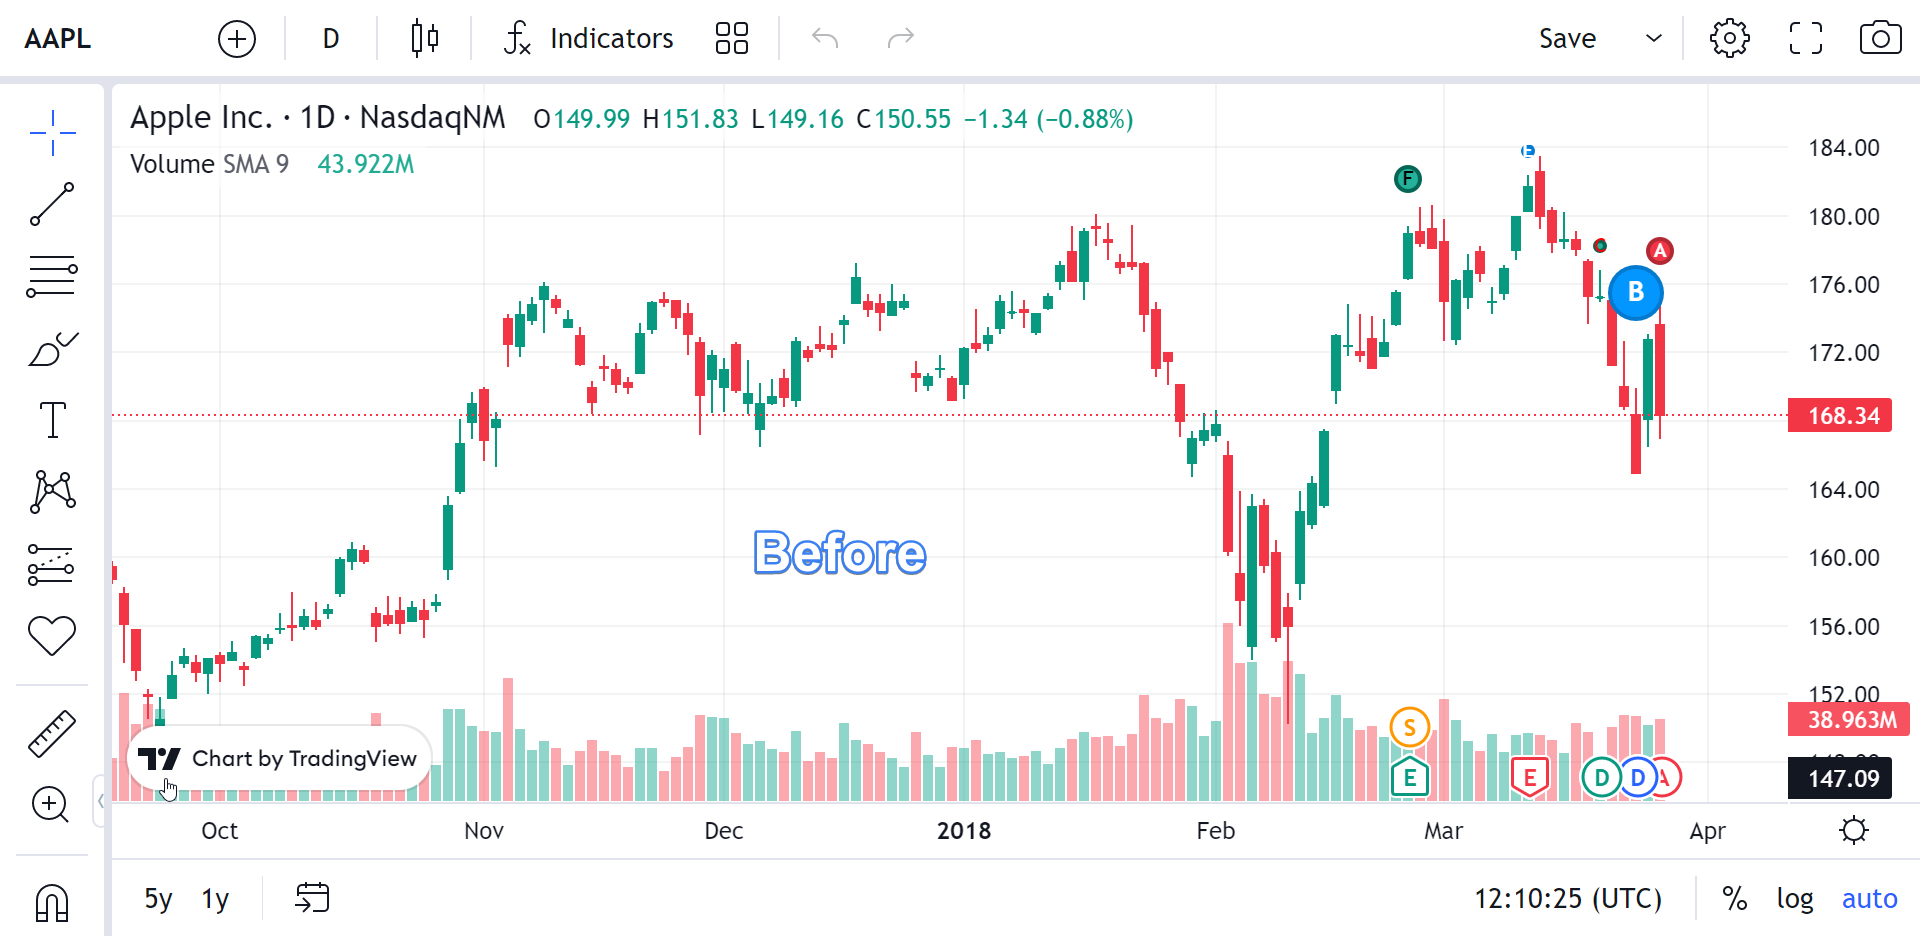 AAPL D Indicators Save
Apple Inc. · 1D · NasdaqNM O149.99 H151.83 L149.16 C150.55 −1.34 (−0.88%)
Volume SMA 9 43.922M
184.00
E
F
180.00
A
176.00
B
172.00
168.34
164.00
Before
160.00
156.00
152.00
38.963M
S
Chart by TradingView
E E D D A
147.09
Oct Nov Dec 2018 Feb Mar Apr
5y 1y 12:10:25 (UTC) % log auto